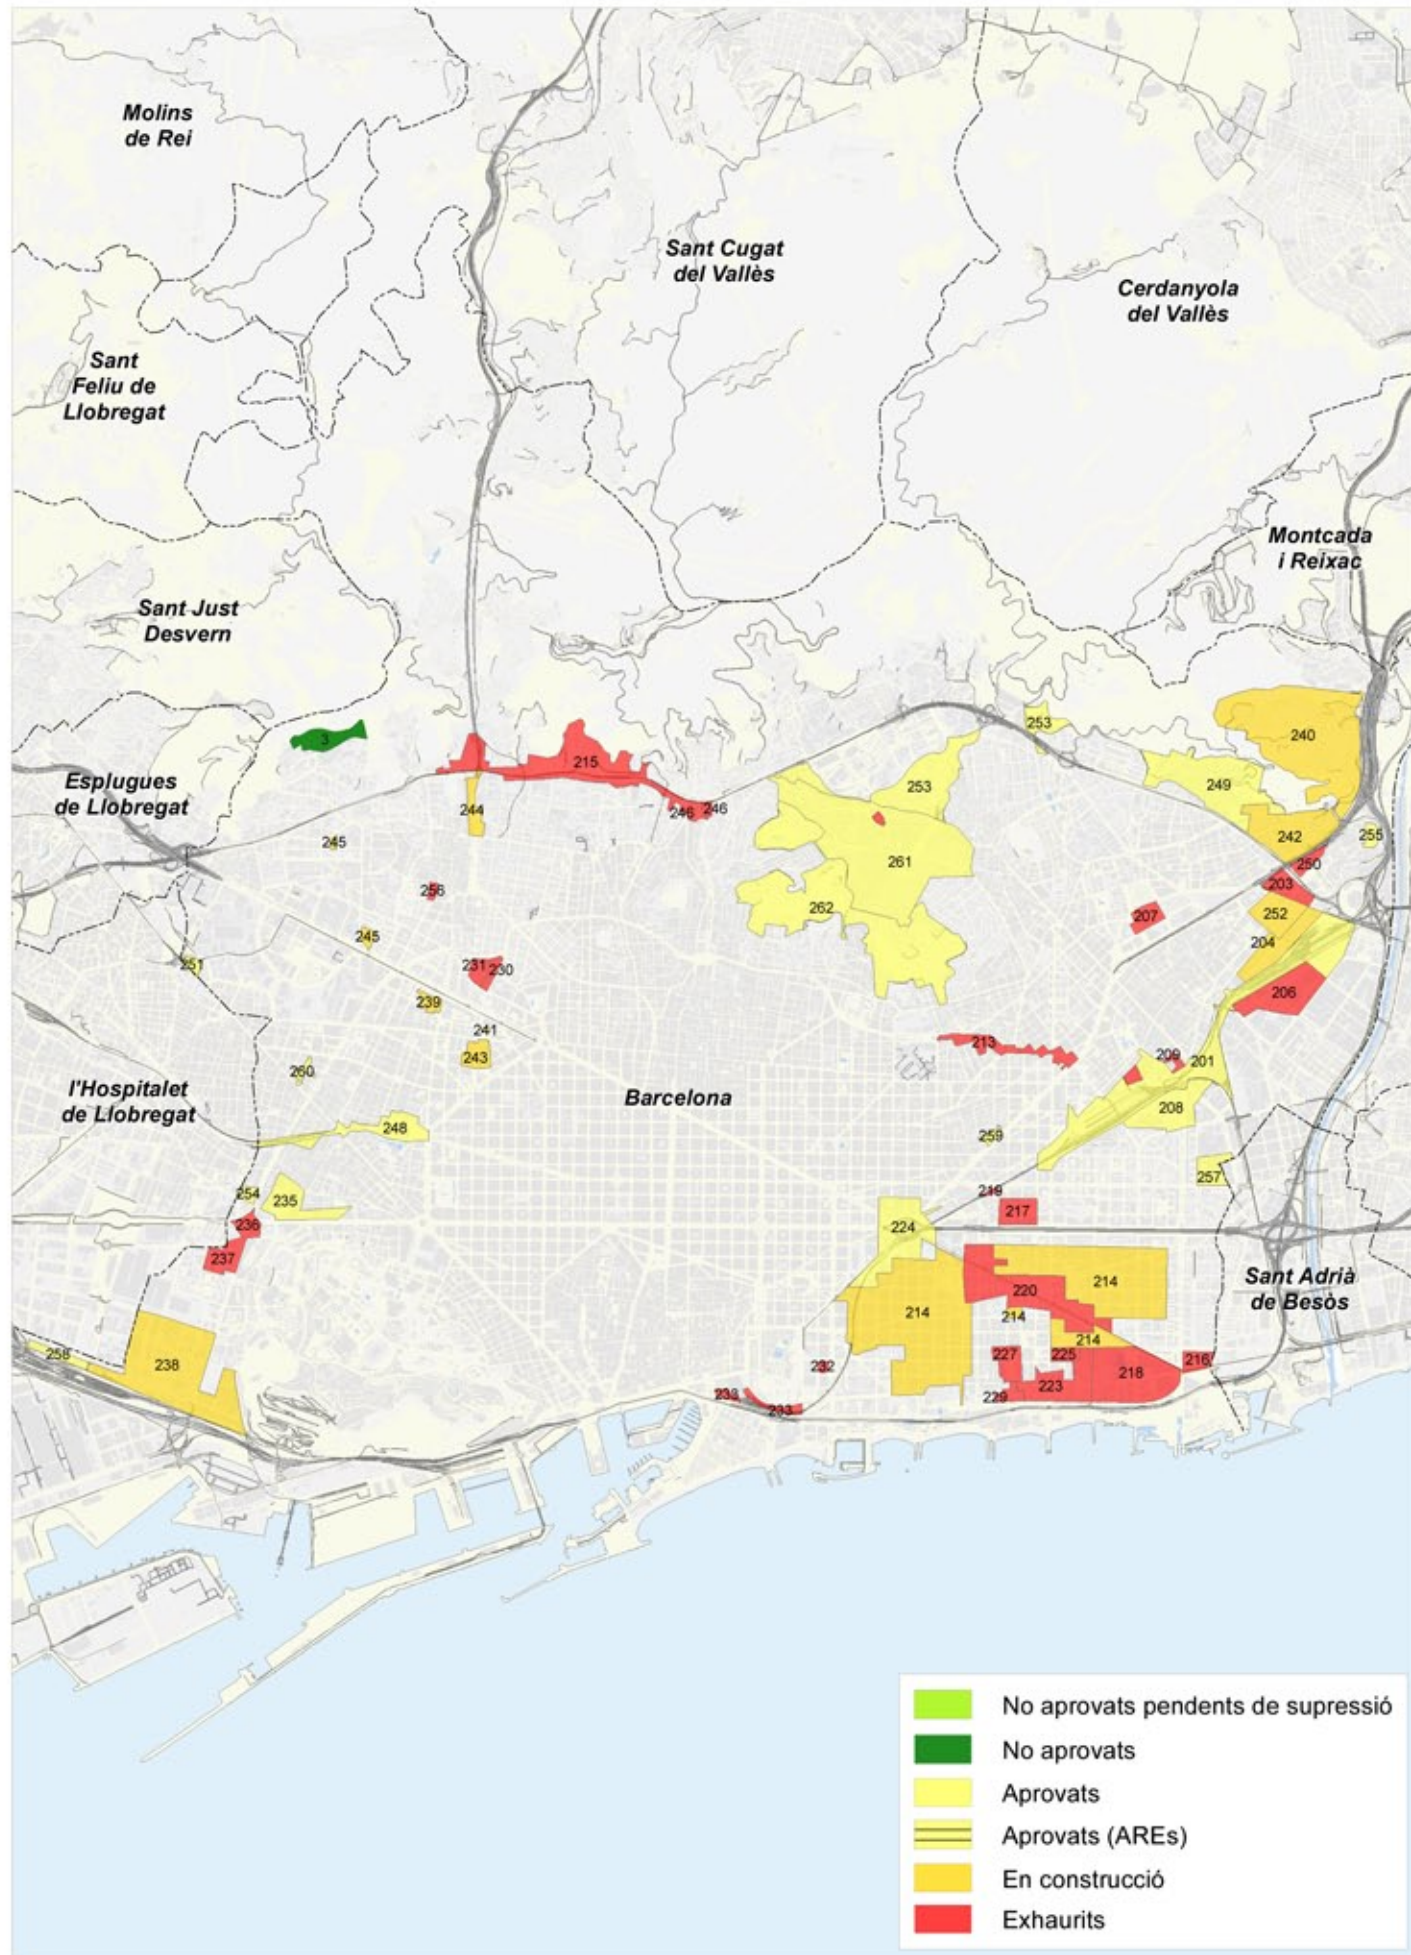 Molins
de Rei
Sant Cugat
del Vallès
Cerdanyola
del Vallès
Sant
Feliu de
Llobregat
Montcada
i Reixac
Sant Just
Desvern
253
240
3
215
Esplugues
de Llobregat
253
249
244
246
246
242
255
245
261
250
256
203
262
207
252
245
204
251
231
230
206
239
241
213
243
209
201
260
l'Hospitalet
de Llobregat
Barcelona
208
248
259
257
254
235
219
217
236
224
237
Sant Adrià
de Besòs
214
220
214
214
214
258
238
227
225
216
232
218
223
233
229
233
No aprovats pendents de supressió
No aprovats
Aprovats
Aprovats (AREs)
En construcció
Exhaurits